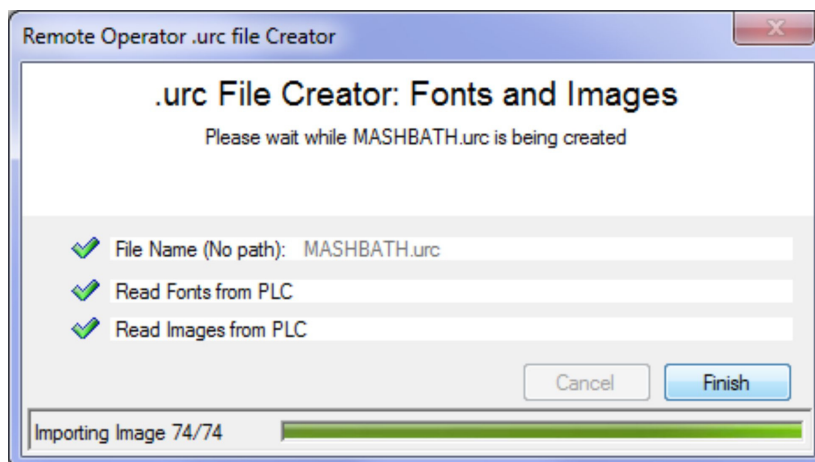 Remote Operator .urc file Creator
.urc File Creator: Fonts and Images
Please wait while MASHBATH.urc is being created
File Name (No path): MASHBATH.urc
Read Fonts from PLC
Read Images from PLC
Cancel Finish
Importing Image 74/74